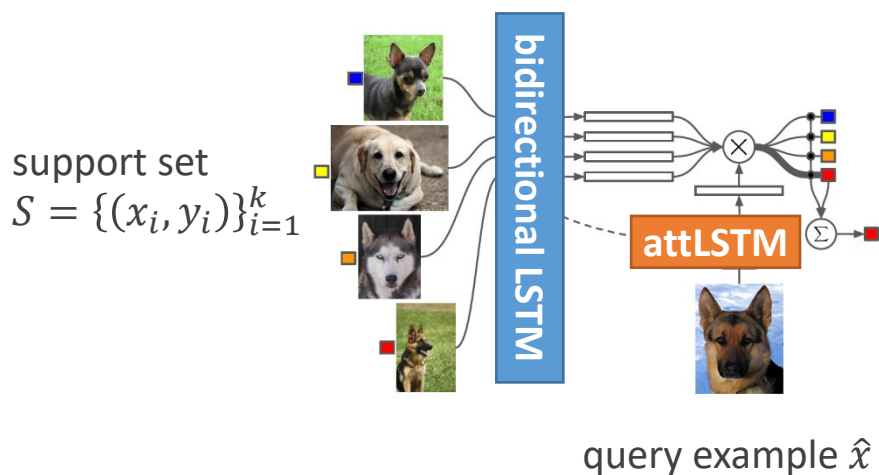 support set
S = {(x_i, y_i)}_{i=1}^k
bidirectional LSTM
×
attLSTM
Σ
query example x̂